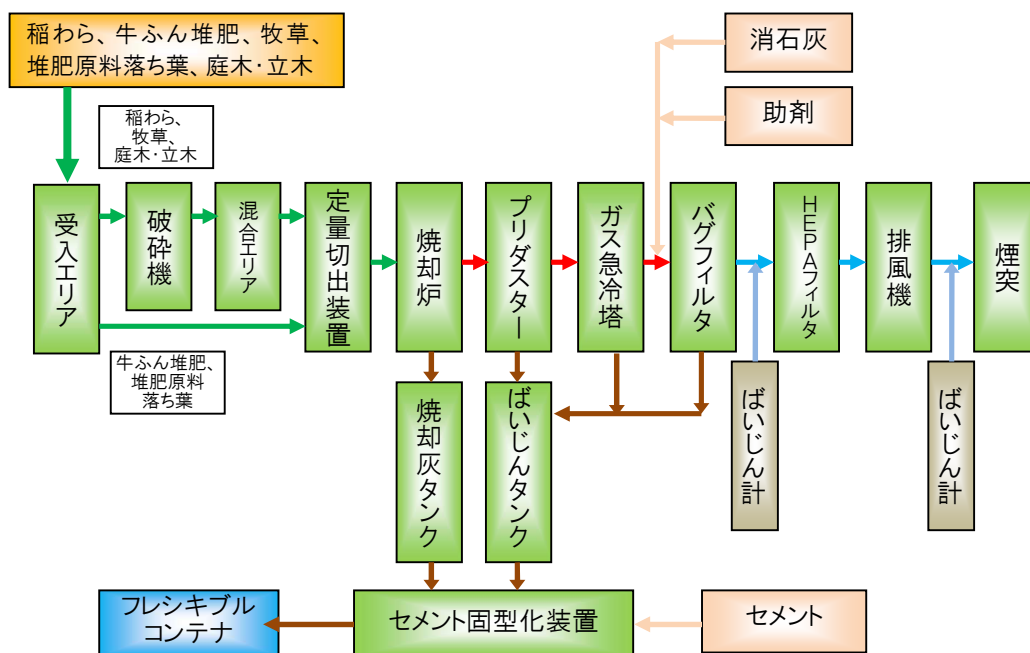 稲わら、牛ふん堆肥、牧草、
堆肥原料落ち葉、庭木・立木
消石灰
助剤
稲わら、
牧草、
庭木・立木
受入エリア
破砕機
混合エリア
定量切出装置
焼却炉
プリダスター
ガス急冷塔
バグフィルタ
HEPAフィルタ
排風機
煙突
牛ふん堆肥、
堆肥原料
落ち葉
焼却灰タンク
ばいじんタンク
ばいじん計
ばいじん計
フレシキブル
コンテナ
セメント固型化装置
セメント